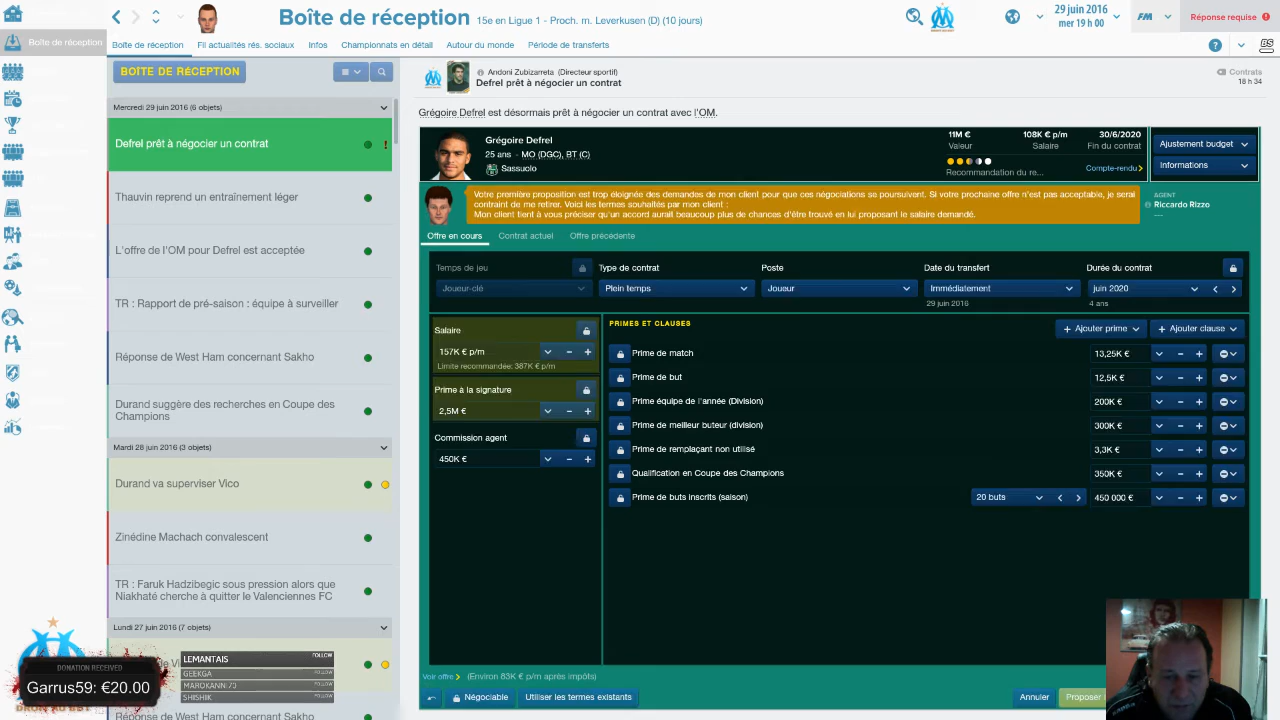 Boîte de réception
15e en Ligue 1 - Proch. m. Leverkusen (D) (10 jours)
29 juin 2016
mer 19 h 00
FM
Réponse requise
Boîte de réception
Boîte de réception
Fil actualités rés. sociaux
Infos
Championnats en détail
Autour du monde
Période de transferts
BOÎTE DE RÉCEPTION
Mercredi 29 juin 2016 (6 objets)
Defrel prêt à négocier un contrat
Thauvin reprend un entraînement léger
L'offre de l'OM pour Defrel est acceptée
TR : Rapport de pré-saison : équipe à surveiller
Réponse de West Ham concernant Sakho
Durand suggère des recherches en Coupe des
Champions
Mardi 28 juin 2016 (3 objets)
Durand va superviser Vico
Zinédine Machach convalescent
TR : Faruk Hadzibegic sous pression alors que
Niakhaté cherche à quitter le Valenciennes FC
Lundi 27 juin 2016 (7 objets)
Réponse de West Ham concernant Sakho
Andoni Zubizarreta (Directeur sportif)
Defrel prêt à négocier un contrat
Contrats
18 h 34
Grégoire Defrel est désormais prêt à négocier un contrat avec l'OM.
Grégoire Defrel
25 ans - MO (DGC), BT (C)
Sassuolo
11M €
Valeur
108K € p/m
Salaire
30/6/2020
Fin du contrat
Recommandation du re...
Compte-rendu
Ajustement budget
Informations
Votre première proposition est trop éloignée des demandes de mon client pour que ces négociations se poursuivent. Si votre prochaine offre n'est pas acceptable, je serai
contraint de me retirer. Voici les termes souhaités par mon client :
Mon client tient à vous préciser qu'un accord aurait beaucoup plus de chances d'être trouvé en lui proposant le salaire demandé.
AGENT
Riccardo Rizzo
Offre en cours
Contrat actuel
Offre précédente
Temps de jeu
Type de contrat
Poste
Date du transfert
Durée du contrat
Joueur-clé
Plein temps
Joueur
Immédiatement
juin 2020
29 juin 2016
4 ans
Salaire
157K € p/m
Limite recommandée: 387K € p/m
Prime à la signature
2,5M €
Commission agent
450K €
PRIMES ET CLAUSES
Ajouter prime
Ajouter clause
Prime de match
13,25K €
Prime de but
12,5K €
Prime équipe de l'année (Division)
200K €
Prime de meilleur buteur (division)
300K €
Prime de remplaçant non utilisé
3,3K €
Qualification en Coupe des Champions
350K €
Prime de buts inscrits (saison)
20 buts
450 000 €
Voir offre
(Environ 83K € p/m après impôts)
Négociable
Utiliser les termes existants
Annuler
Proposer
DONATION RECEIVED
Garrus59: €20.00
DROIT AU BUT
LEMANTAIS
FOLLOW
GEEKGA
FOLLOW
MAROKANN-70
FOLLOW
SHISHIK
FOLLOW